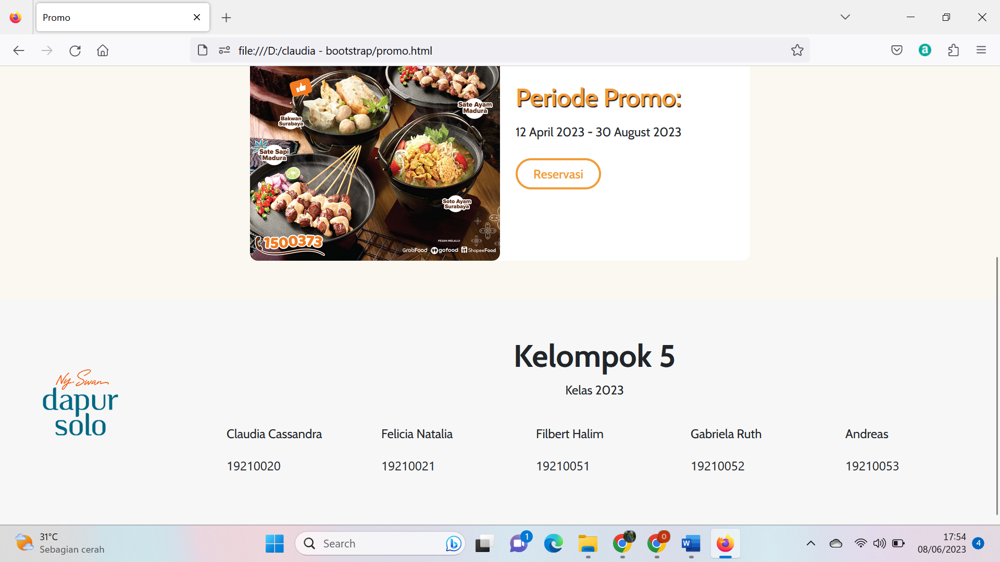 Promo
file:///D:/claudia - bootstrap/promo.html
Sate Ayam
Madura
Bakwan
Surabaya
Sate Sapi
Madura
Soto Ayam
Surabaya
1500373
PESAN MELALUI
GrabFood gofood ShopeeFood
Periode Promo:
12 April 2023 - 30 August 2023
Reservasi
Ny. Swan
dapur
solo
Kelompok 5
Kelas 2023
Claudia Cassandra
Felicia Natalia
Filbert Halim
Gabriela Ruth
Andreas
19210020
19210021
19210051
19210052
19210053
31°C
Sebagian cerah
Search
1
0
17:54
08/06/2023
4